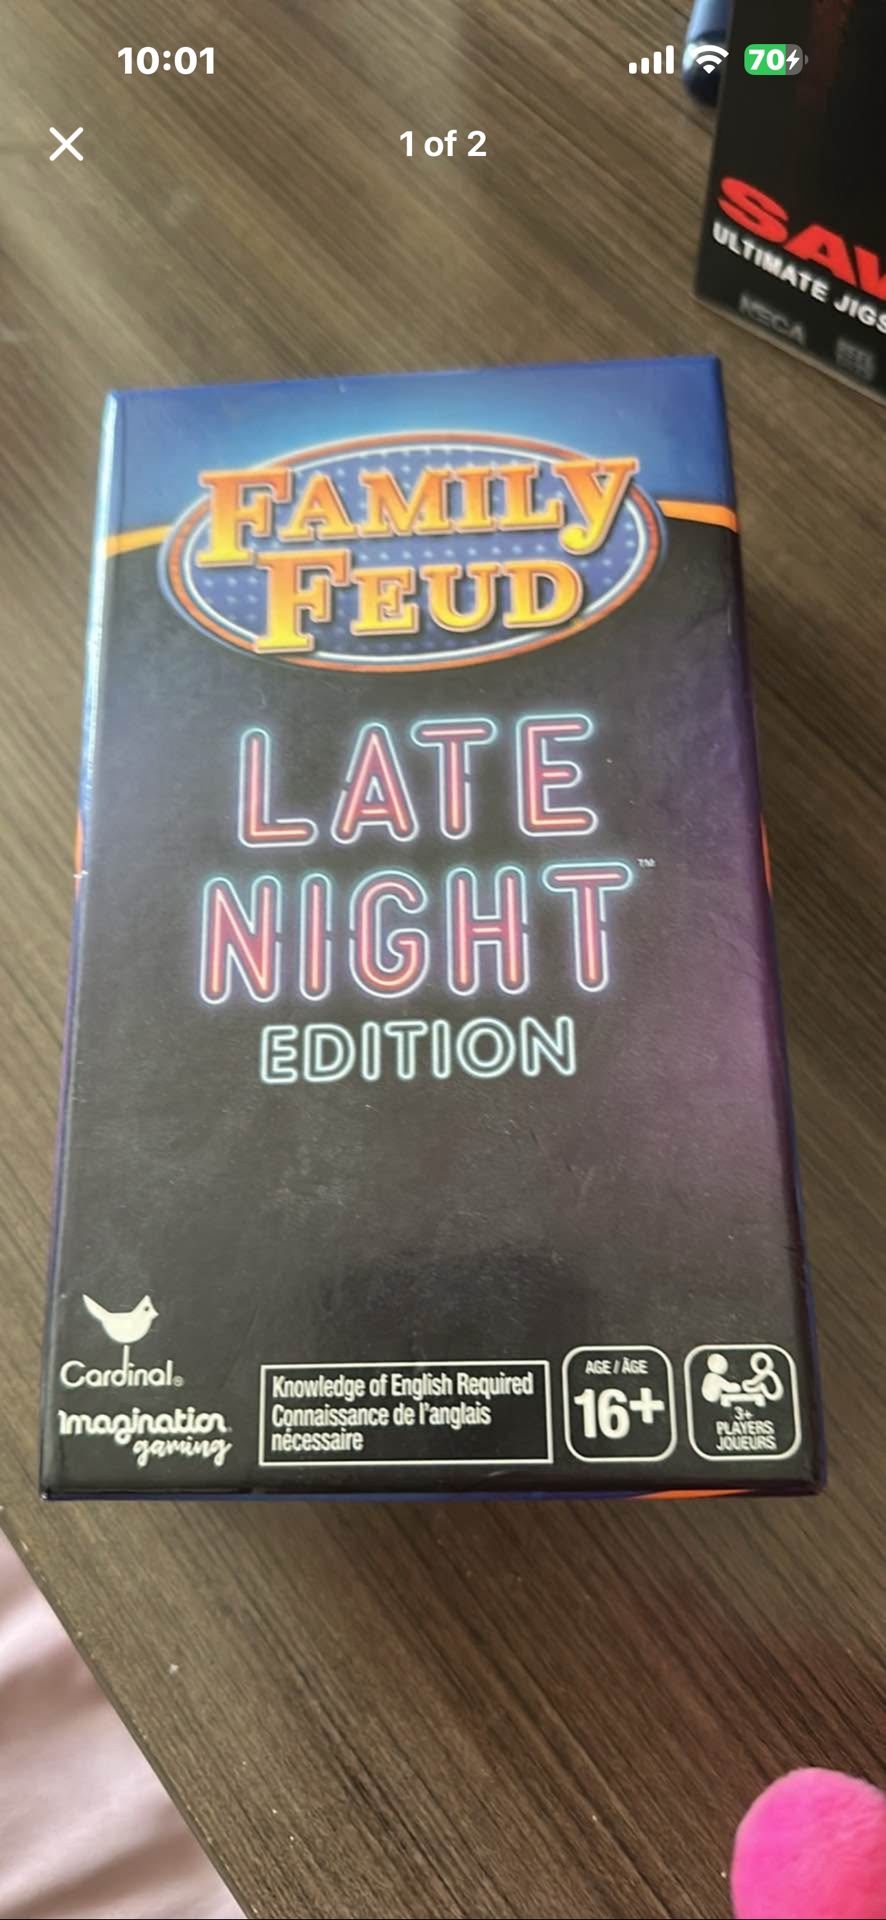 10:01
70
1 of 2
SAW
ULTIMATE JIGS
NECA
FAMILY
FEUD
LATE
NIGHT™
EDITION
Cardinal®
Imagination
gaming
Knowledge of English Required
Connaissance de l'anglais
nécessaire
AGE / ÂGE
16+
3+
PLAYERS
JOUEURS